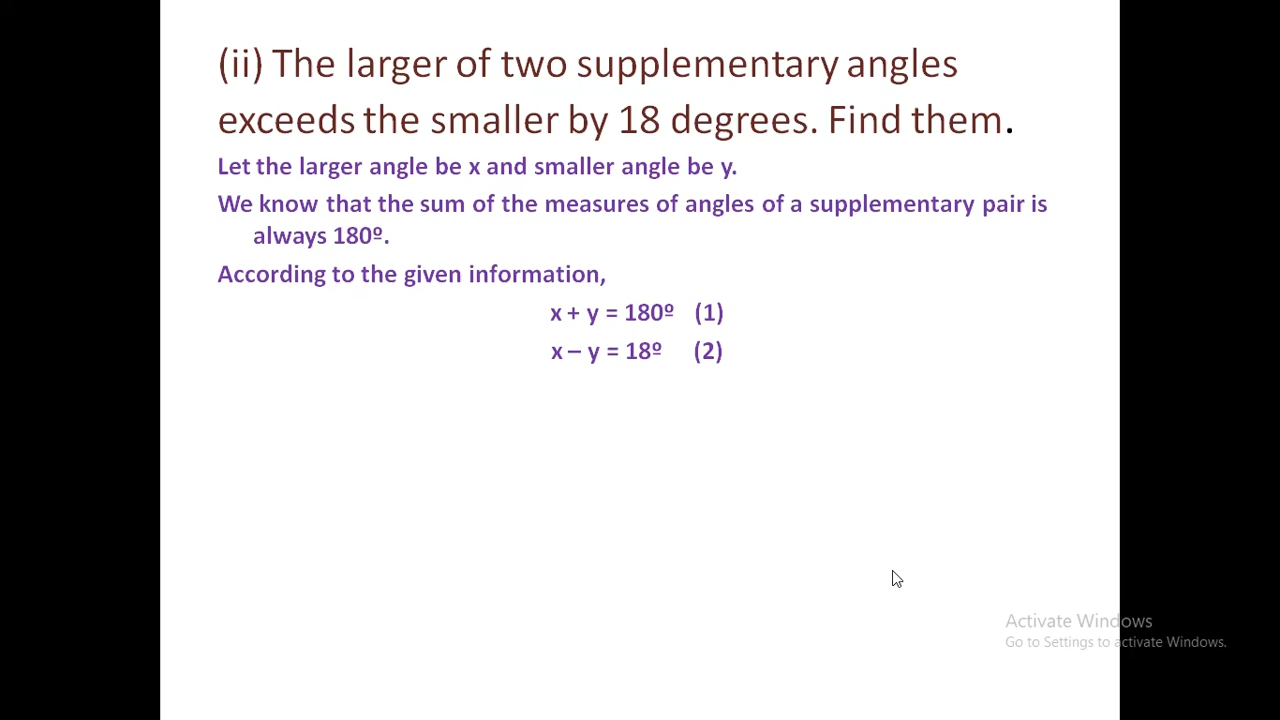 (ii) The larger of two supplementary angles
exceeds the smaller by 18 degrees. Find them.
Let the larger angle be x and smaller angle be y.
We know that the sum of the measures of angles of a supplementary pair is
always 180º.
According to the given information,
x + y = 180º (1)
x – y = 18º (2)
Activate Windows
Go to Settings to activate Windows.